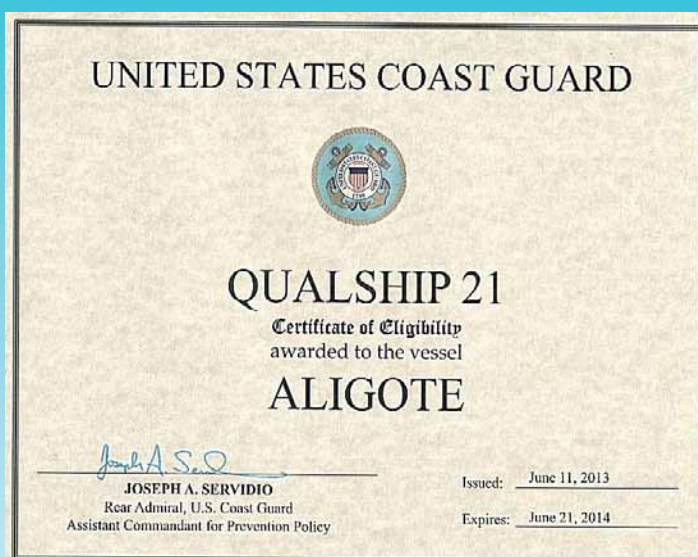 UNITED STATES COAST GUARD
QUALSHIP 21
Certificate of Eligibility
awarded to the vessel
ALIGOTE
JOSEPH A. SERVIDIO
Rear Admiral, U.S. Coast Guard
Assistant Commandant for Prevention Policy
Issued: June 11, 2013
Expires: June 21, 2014